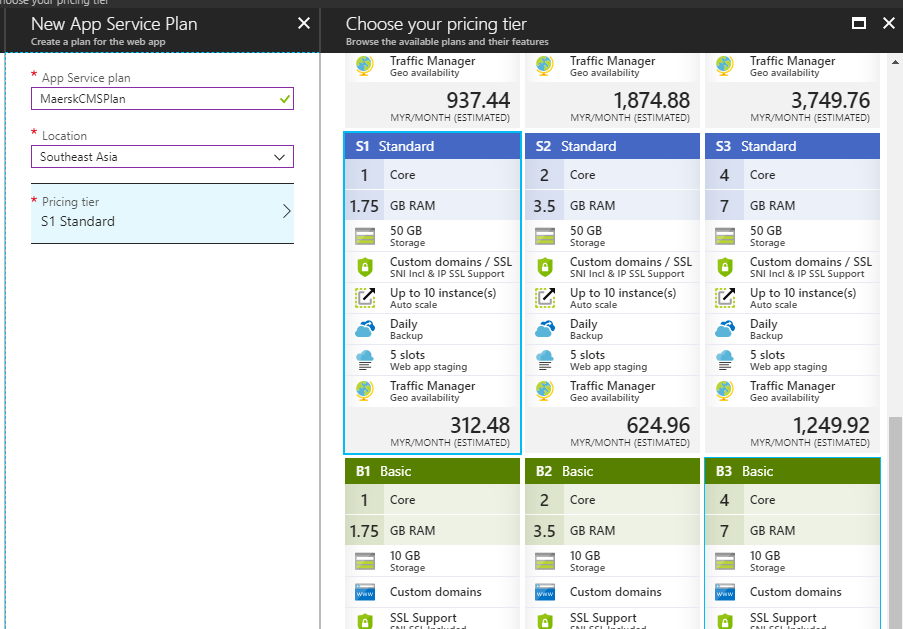 Choose your pricing tier
New App Service Plan
Create a plan for the web app
* App Service plan
MaerskCMSPlan
* Location
Southeast Asia
* Pricing tier
S1 Standard
Choose your pricing tier
Browse the available plans and their features
Traffic Manager
Geo availability
937.44
MYR/MONTH (ESTIMATED)
Traffic Manager
Geo availability
1,874.88
MYR/MONTH (ESTIMATED)
Traffic Manager
Geo availability
3,749.76
MYR/MONTH (ESTIMATED)
S1 Standard
1 Core
1.75 GB RAM
50 GB
Storage
Custom domains / SSL
SNI Incl & IP SSL Support
Up to 10 instance(s)
Auto scale
Daily
Backup
5 slots
Web app staging
Traffic Manager
Geo availability
312.48
MYR/MONTH (ESTIMATED)
S2 Standard
2 Core
3.5 GB RAM
50 GB
Storage
Custom domains / SSL
SNI Incl & IP SSL Support
Up to 10 instance(s)
Auto scale
Daily
Backup
5 slots
Web app staging
Traffic Manager
Geo availability
624.96
MYR/MONTH (ESTIMATED)
S3 Standard
4 Core
7 GB RAM
50 GB
Storage
Custom domains / SSL
SNI Incl & IP SSL Support
Up to 10 instance(s)
Auto scale
Daily
Backup
5 slots
Web app staging
Traffic Manager
Geo availability
1,249.92
MYR/MONTH (ESTIMATED)
B1 Basic
1 Core
1.75 GB RAM
10 GB
Storage
www
Custom domains
SSL Support
SNI SSL Included
B2 Basic
2 Core
3.5 GB RAM
10 GB
Storage
www
Custom domains
SSL Support
SNI SSL Included
B3 Basic
4 Core
7 GB RAM
10 GB
Storage
www
Custom domains
SSL Support
SNI SSL Included